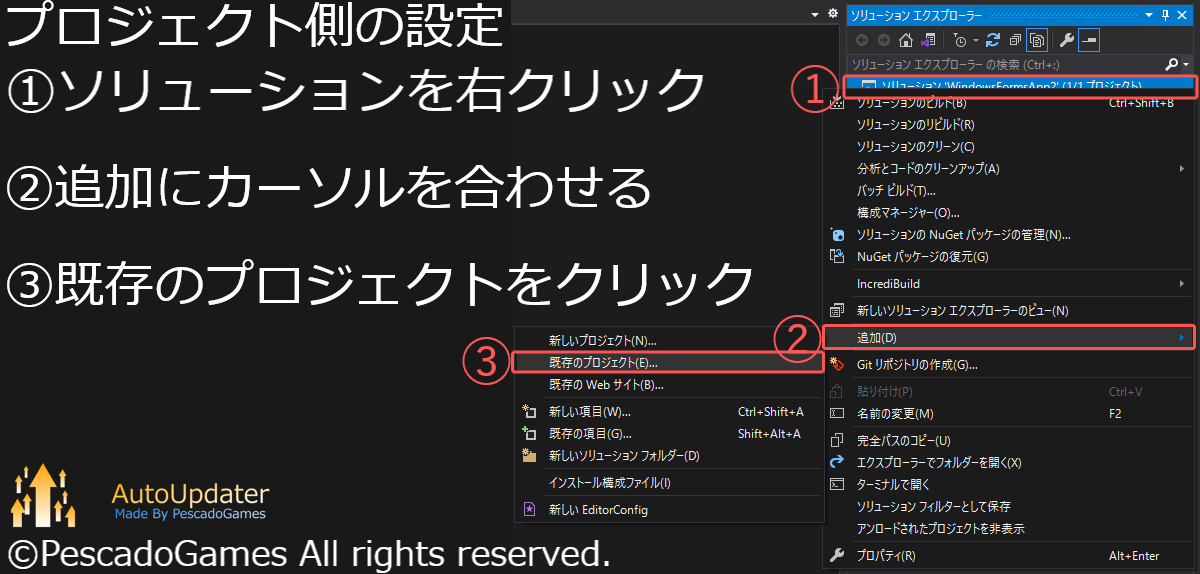 プロジェクト側の設定
①ソリューションを右クリック
②追加にカーソルを合わせる
③既存のプロジェクトをクリック
ソリューション エクスプローラー
ソリューション エクスプローラー の検索 (Ctrl+;)
①
ソリューション 'WindowsFormsApp2' (1/1 プロジェクト)
ソリューションのビルド(B) Ctrl+Shift+B
ソリューションのリビルド(R)
ソリューションのクリーン(C)
分析とコードのクリーンアップ(A)
バッチ ビルド(T)...
構成マネージャー(O)...
ソリューションの NuGet パッケージの管理(N)...
NuGet パッケージの復元(G)
IncrediBuild
新しいソリューション エクスプローラーのビュー(N)
②
追加(D)
Git リポジトリの作成(G)...
貼り付け(P) Ctrl+V
名前の変更(M) F2
完全パスのコピー(U)
エクスプローラーでフォルダーを開く(X)
ターミナルで開く
ソリューション フィルターとして保存
アンロードされたプロジェクトを非表示
プロパティ(R) Alt+Enter
新しいプロジェクト(N)...
③
既存のプロジェクト(E)...
既存の Web サイト(B)...
新しい項目(W)... Ctrl+Shift+A
既存の項目(G)... Shift+Alt+A
新しいソリューション フォルダー(D)
インストール構成ファイル(I)
新しい EditorConfig
AutoUpdater
Made By PescadoGames
©PescadoGames All rights reserved.